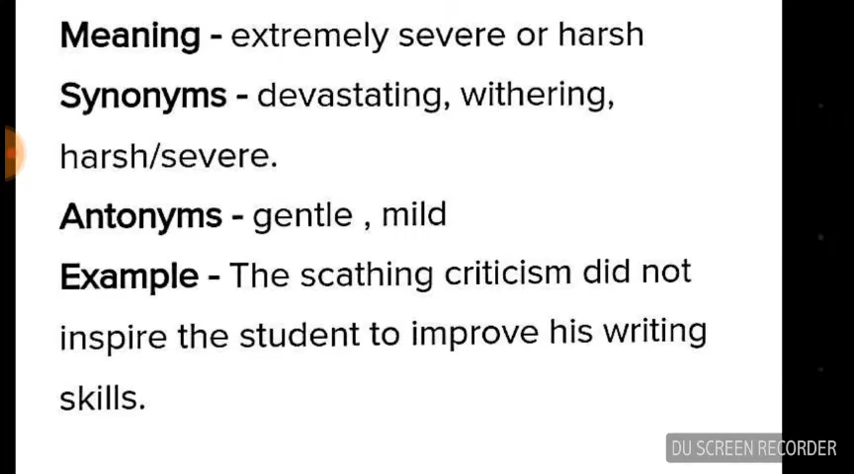 Meaning - extremely severe or harsh
Synonyms - devastating, withering,
harsh/severe.
Antonyms - gentle , mild
Example - The scathing criticism did not
inspire the student to improve his writing
skills.
DU SCREEN RECORDER